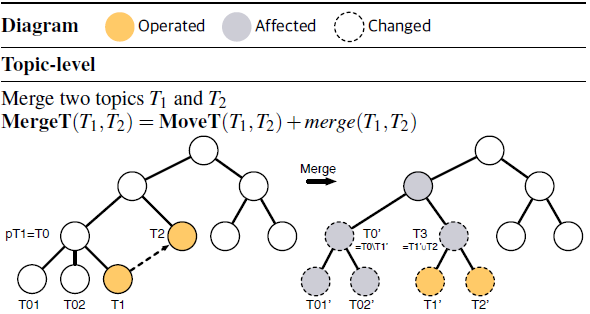 Diagram Operated Affected Changed
Topic-level
Merge two topics T1 and T2
MergeT(T1,T2) = MoveT(T1,T2)+merge(T1,T2)
Merge
pT1=T0 T2 T0' T3
=T0\T1' =T1'∪T2
T01 T02 T1 T01' T02' T1' T2'